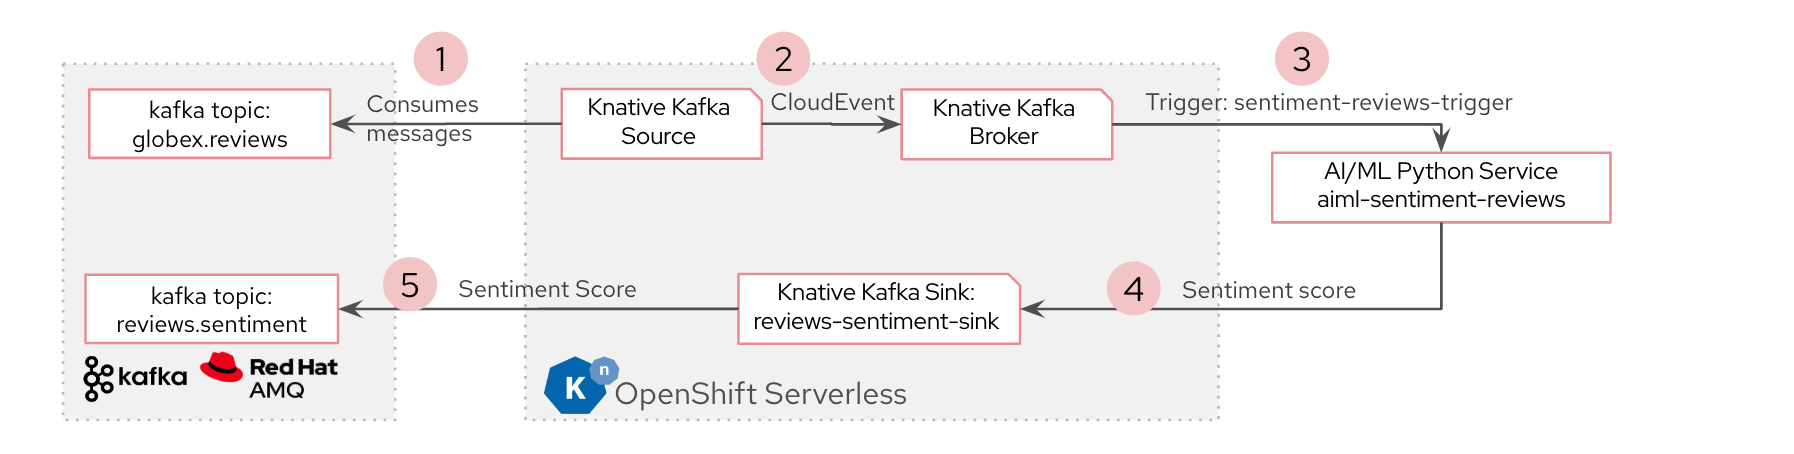 1
2
3
kafka topic:
globex.reviews
Consumes
messages
Knative Kafka
Source
CloudEvent
Knative Kafka
Broker
Trigger: sentiment-reviews-trigger
AI/ML Python Service
aiml-sentiment-reviews
kafka topic:
reviews.sentiment
5
Sentiment Score
Knative Kafka Sink:
reviews-sentiment-sink
4
Sentiment score
kafka
Red Hat
AMQ
K
n
OpenShift Serverless